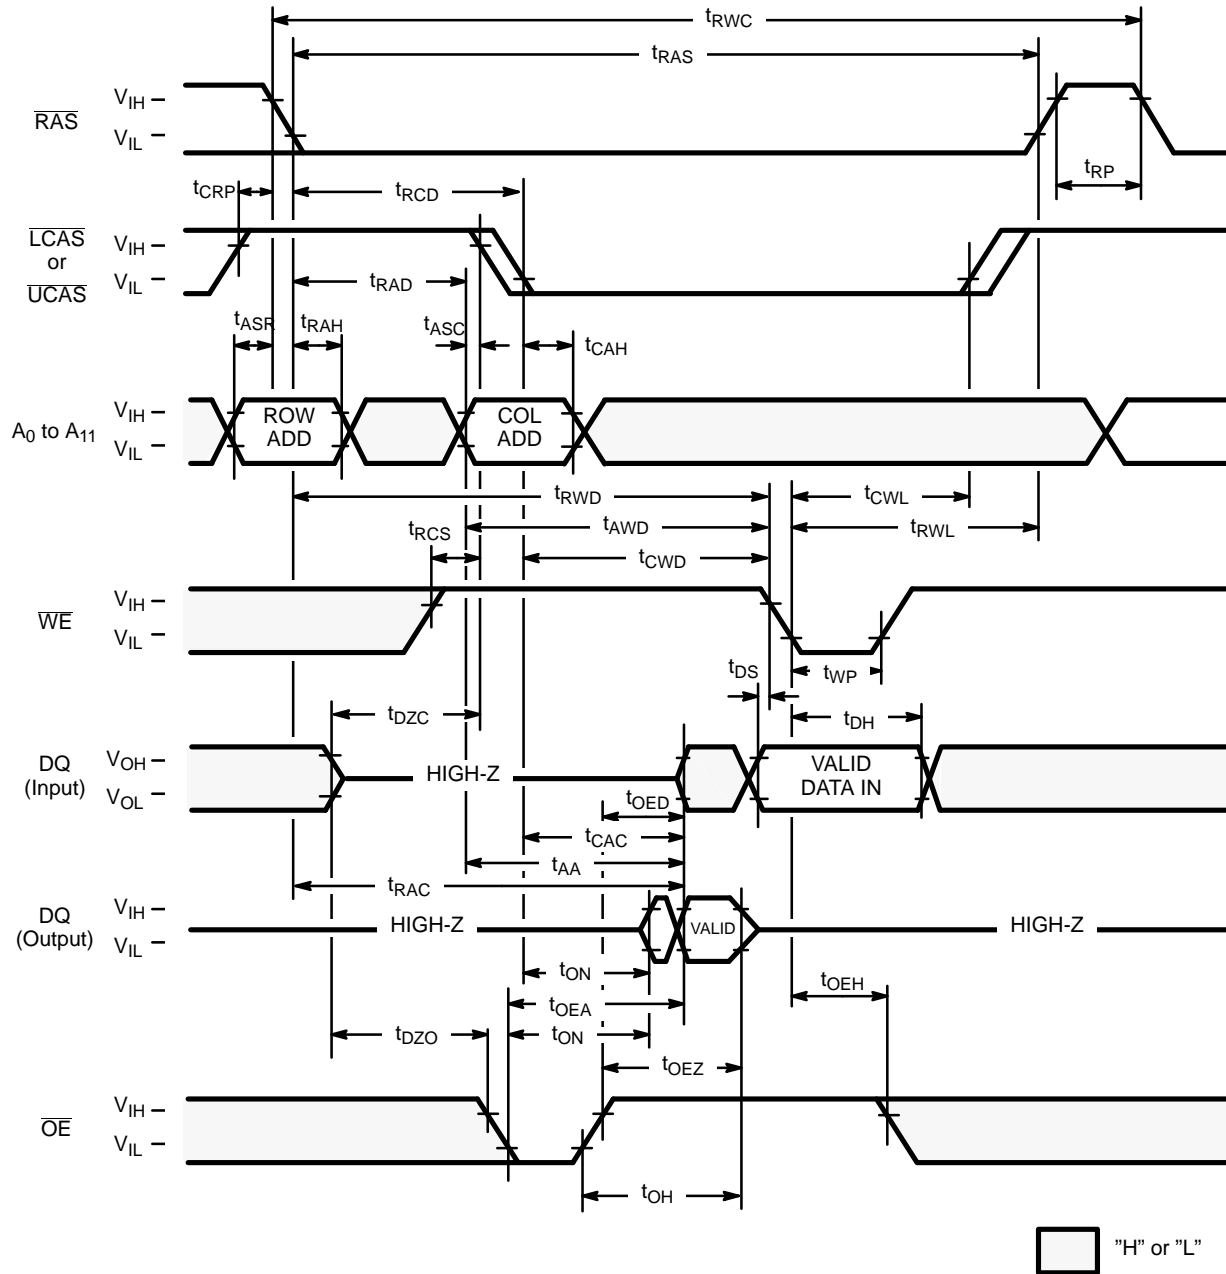 tRWC
tRAS
RAS
VIH
VIL
tCRP
tRCD
tRP
LCAS
or
UCAS
VIH
VIL
tRAD
tASR
tRAH
tASC
tCAH
A0 to A11
VIH
VIL
ROW
ADD
COL
ADD
tRWD
tCWL
tAWD
tRWL
tRCS
tCWD
WE
VIH
VIL
tDS
tWP
tDZC
tDH
DQ
(Input)
VOH
VOL
HIGH-Z
VALID
DATA IN
tOED
tCAC
tAA
tRAC
DQ
(Output)
VIH
VIL
HIGH-Z
VALID
HIGH-Z
tON
tOEH
tOEA
tDZO
tON
tOEZ
OE
VIH
VIL
tOH
”H” or ”L”